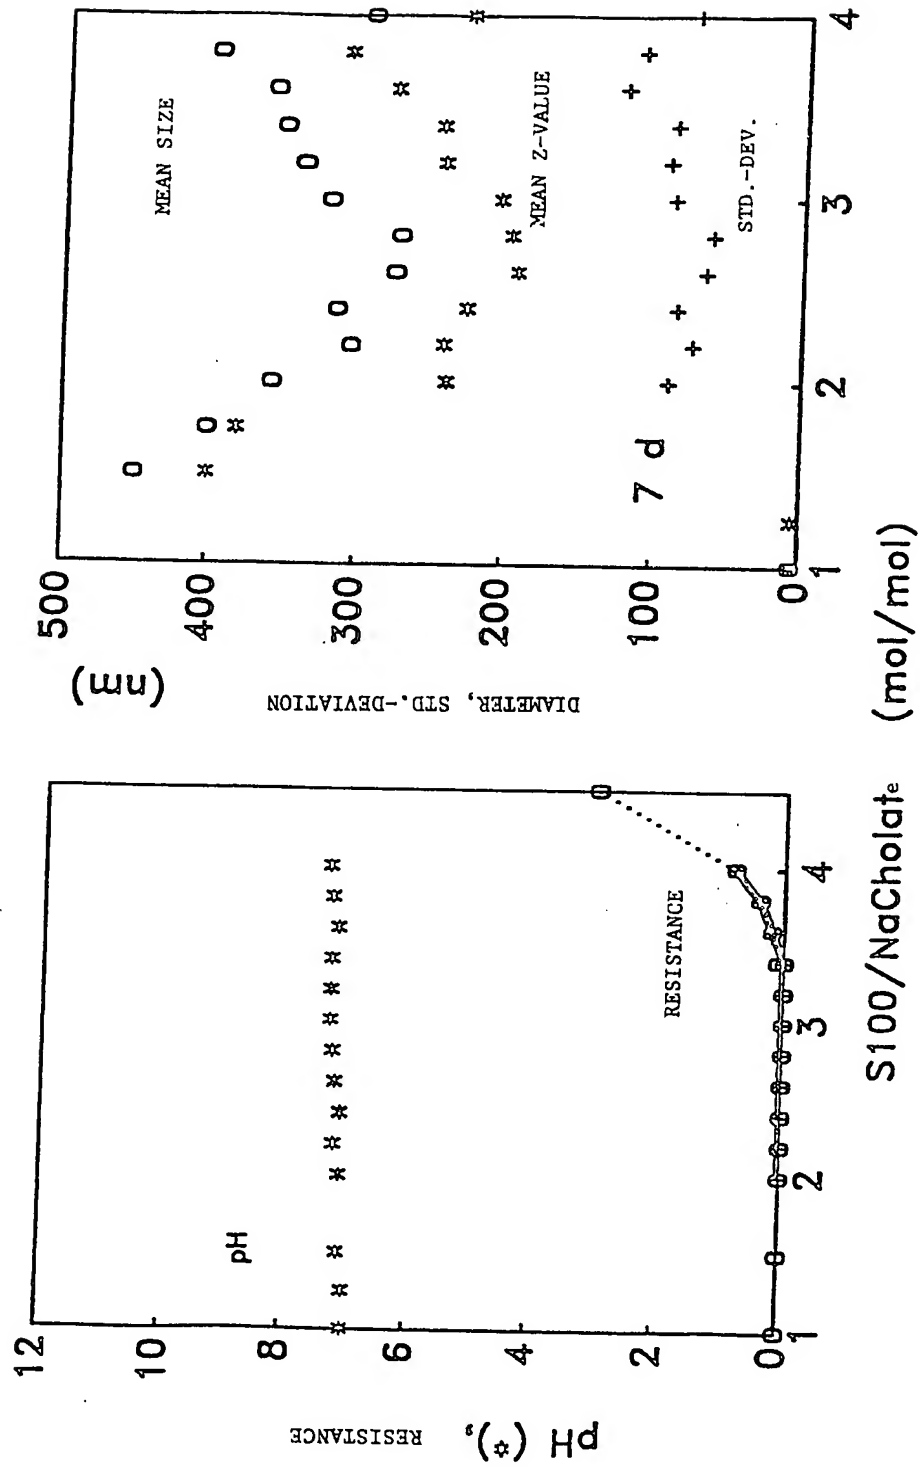 12
10
8
6
4
2
0
pH (*),
RESISTANCE
pH
RESISTANCE
1
2
3
4
500
400
300
200
100
0
(nm)
DIAMETER, STD.-DEVIATION
MEAN SIZE
MEAN Z-VALUE
STD.-DEV.
7 d
1
2
3
4
S100/NaCholate (mol/mol)